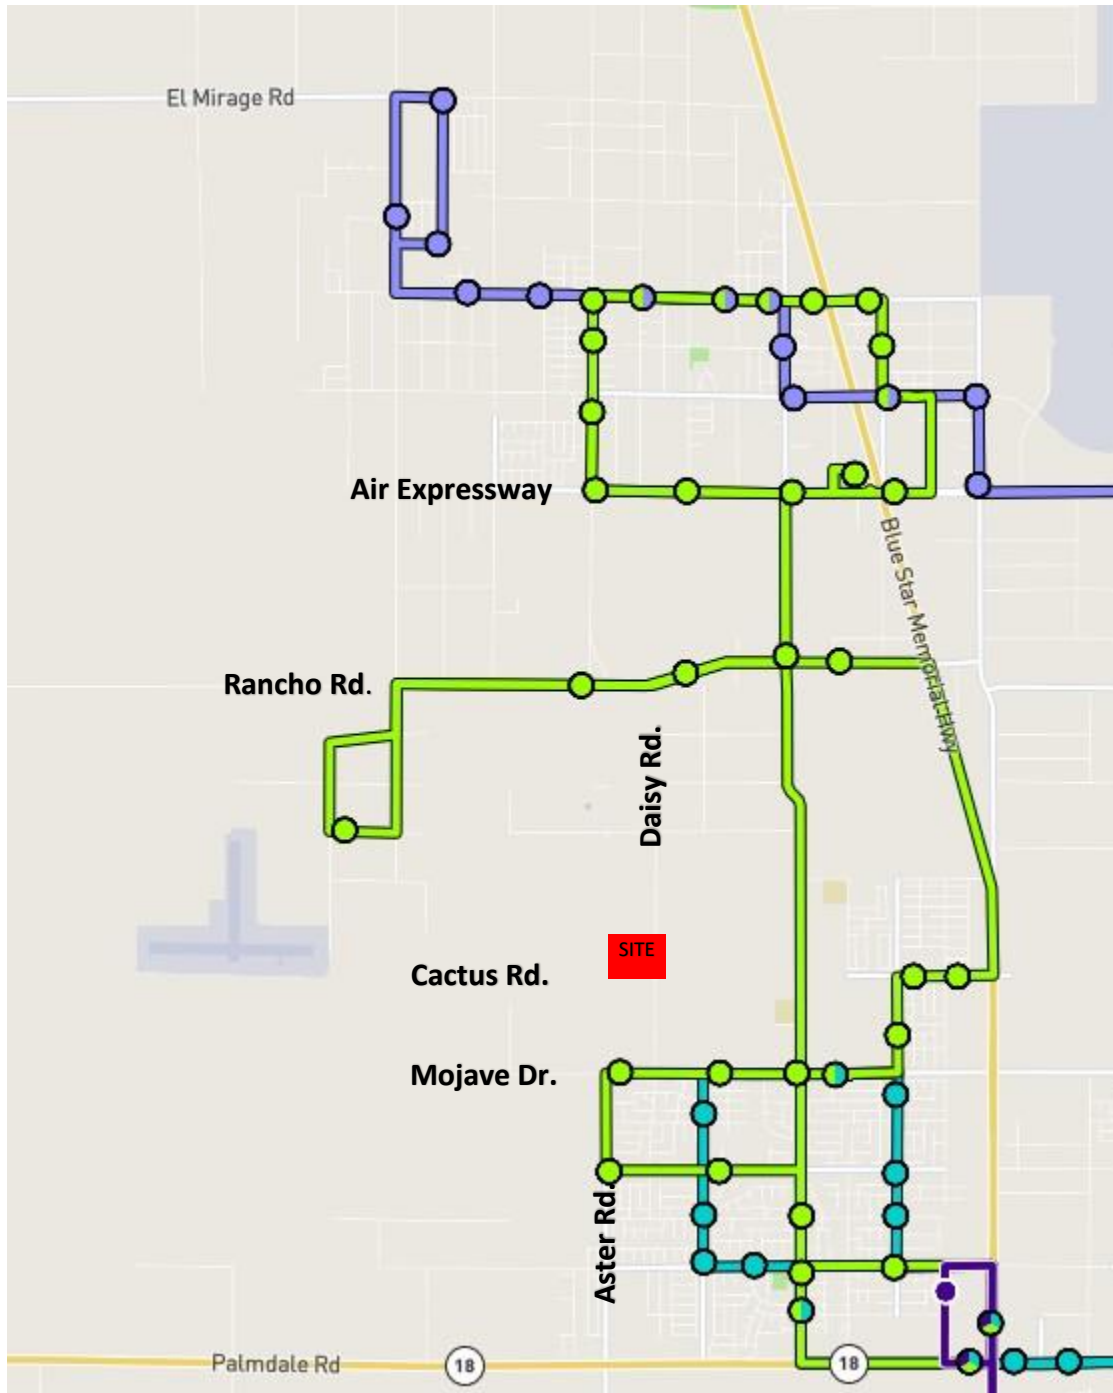 El Mirage Rd
Air Expressway
Blue Star Memorial Hwy
Rancho Rd.
Daisy Rd.
SITE
Cactus Rd.
Mojave Dr.
Aster Rd.
Palmdale Rd
18
18